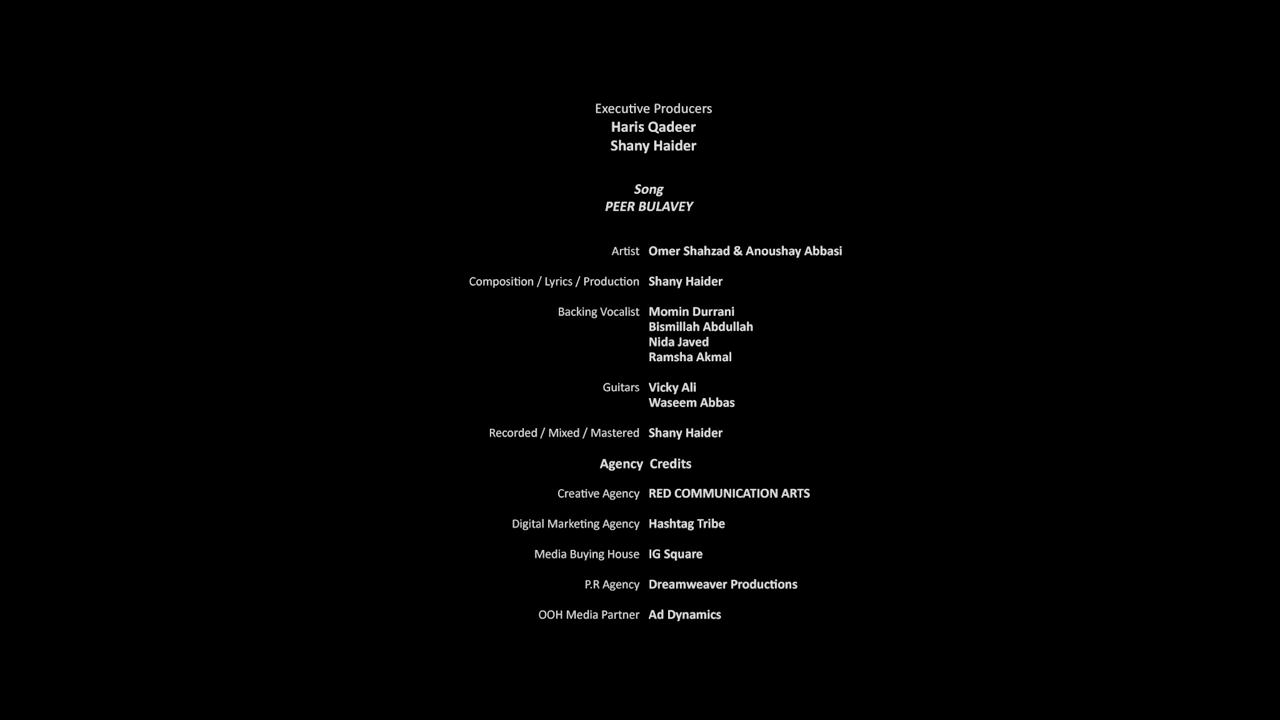 Executive Producers
Haris Qadeer
Shany Haider
Song
PEER BULAVEY
Artist Omer Shahzad & Anoushay Abbasi
Composition / Lyrics / Production Shany Haider
Backing Vocalist Momin Durrani
Bismillah Abdullah
Nida Javed
Ramsha Akmal
Guitars Vicky Ali
Waseem Abbas
Recorded / Mixed / Mastered Shany Haider
Agency Credits
Creative Agency RED COMMUNICATION ARTS
Digital Marketing Agency Hashtag Tribe
Media Buying House IG Square
P.R Agency Dreamweaver Productions
OOH Media Partner Ad Dynamics